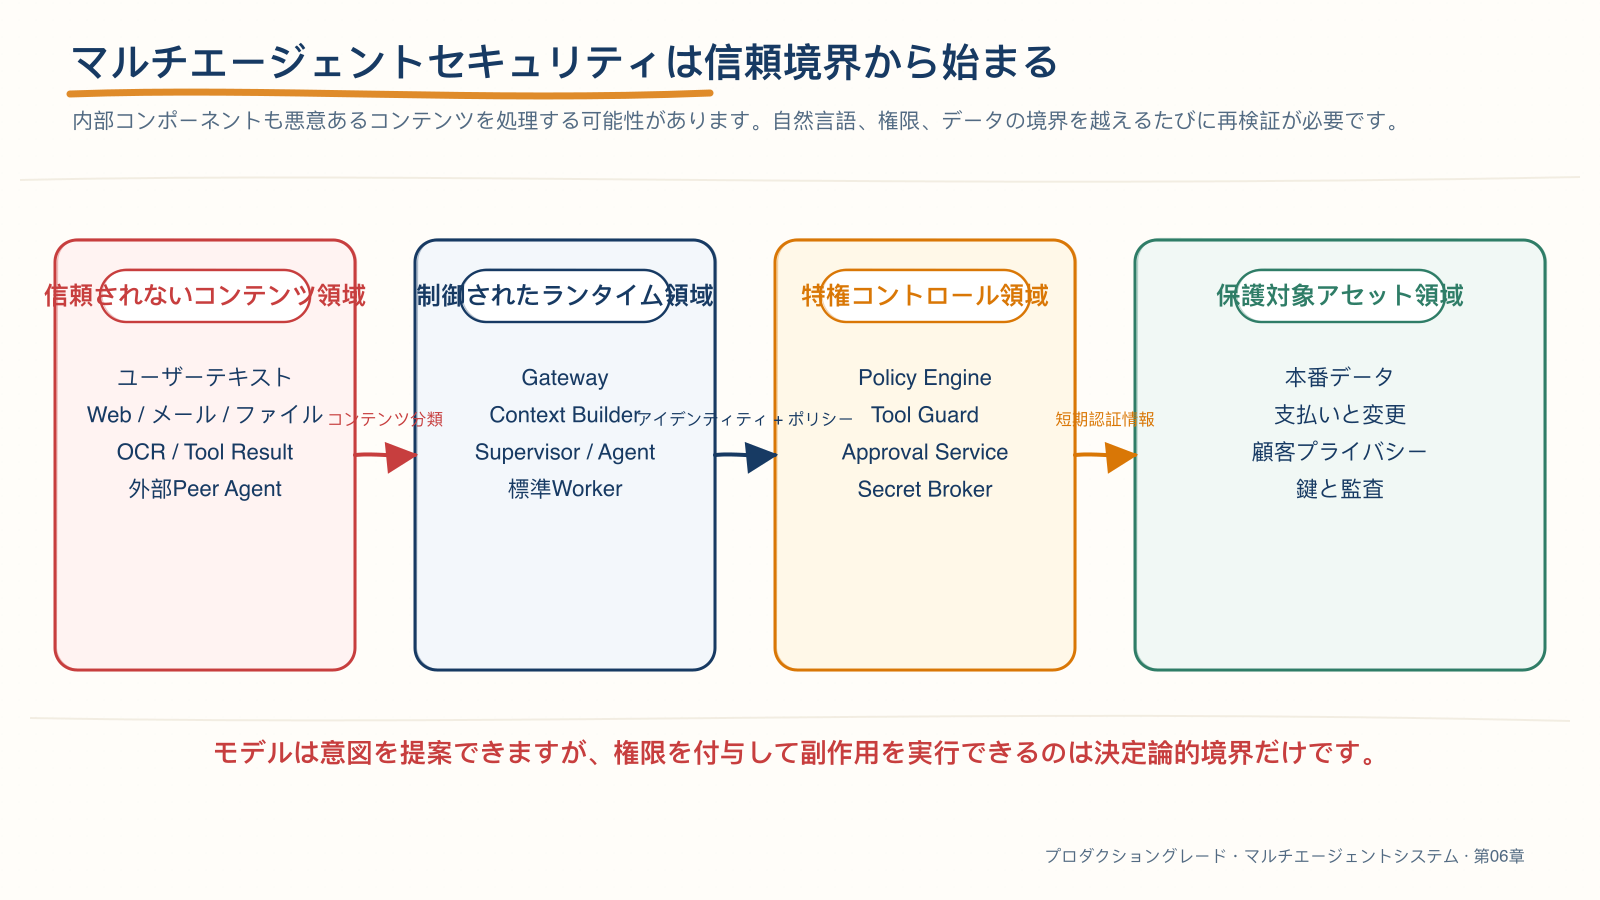 マルチエージェントセキュリティは信頼境界から始まる
内部コンポーネントも悪意あるコンテンツを処理する可能性があります。自然言語、権限、データの境界を越えるたびに再検証が必要です。
信頼されないコンテンツ領域
ユーザーテキスト
Web / メール / ファイル
OCR / Tool Result
外部Peer Agent
コンテンツ分類
制御されたランタイム領域
Gateway
Context Builder
Supervisor / Agent
標準Worker
アイデンティティ + ポリシー
特権コントロール領域
Policy Engine
Tool Guard
Approval Service
Secret Broker
短期認証情報
保護対象アセット領域
本番データ
支払いと変更
顧客プライバシー
鍵と監査
モデルは意図を提案できますが、権限を付与して副作用を実行できるのは決定論的境界だけです。
プロダクショングレード · マルチエージェントシステム · 第06章